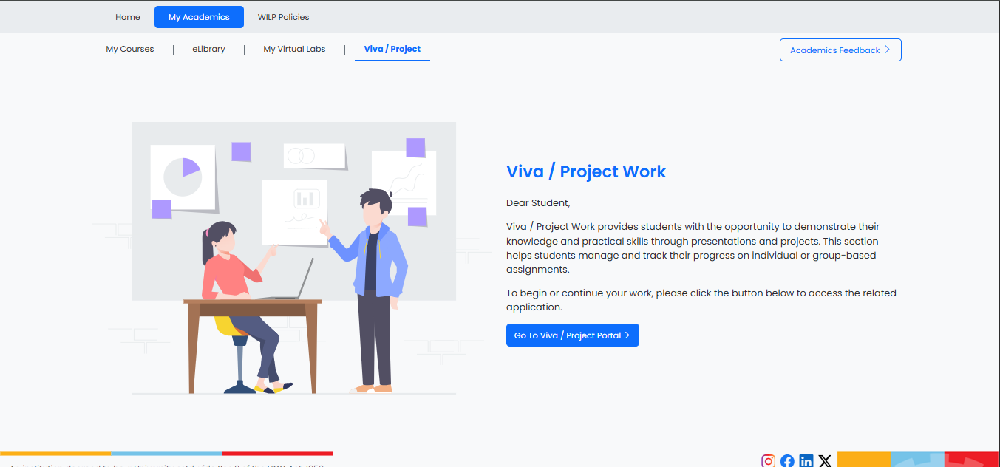 Home My Academics WILP Policies
My Courses | eLibrary | My Virtual Labs | Viva / Project
Academics Feedback >
Viva / Project Work
Dear Student,
Viva / Project Work provides students with the opportunity to demonstrate their
knowledge and practical skills through presentations and projects. This section
helps students manage and track their progress on individual or group-based
assignments.
To begin or continue your work, please click the button below to access the related
application.
Go To Viva / Project Portal >